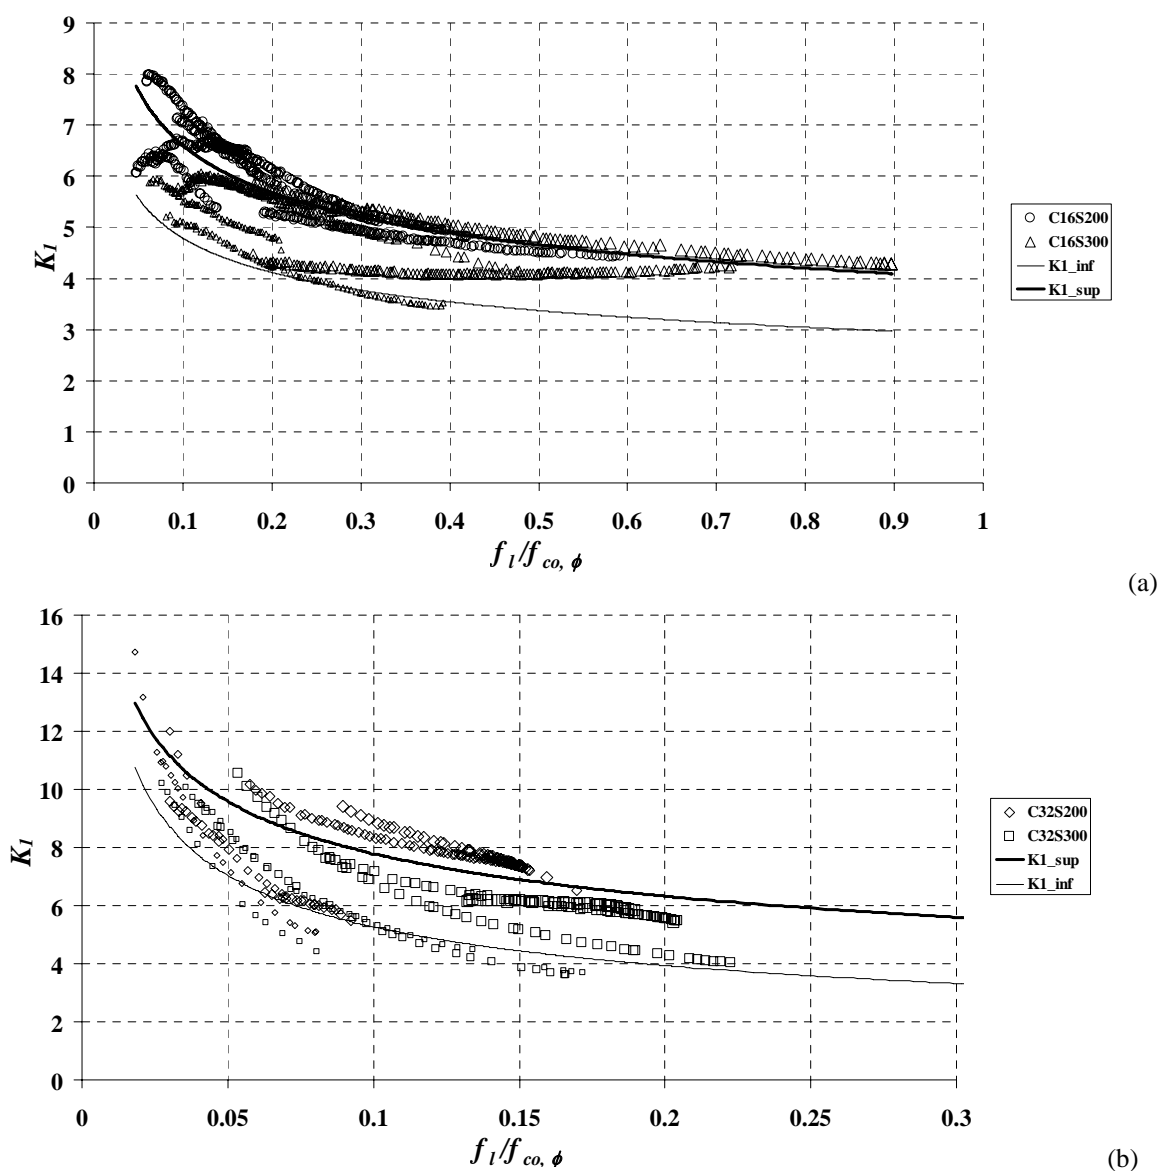 9
8
7
6
5
4
3
2
1
0
K1
0 0.1 0.2 0.3 0.4 0.5 0.6 0.7 0.8 0.9 1
fl/fco, ϕ
C16S200
C16S300
K1_inf
K1_sup
(a)
16
14
12
10
8
6
4
2
0
K1
0 0.05 0.1 0.15 0.2 0.25 0.3
fl/fco, ϕ
C32S200
C32S300
K1_sup
K1_inf
(b)